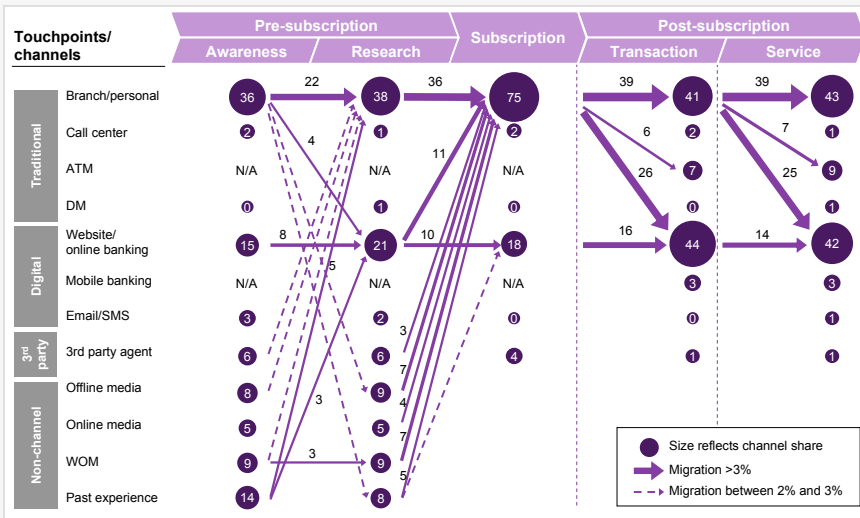 Touchpoints/
channels
Pre-subscription
Subscription
Post-subscription
Awareness
Research
Transaction
Service
Traditional
Branch/personal
36
22
38
36
75
39
41
39
43
Call center
2
1
2
2
1
4
6
7
11
ATM
N/A
N/A
N/A
7
9
26
25
DM
0
1
0
0
1
Digital
Website/
online banking
15
8
21
10
18
16
44
14
42
5
Mobile banking
N/A
N/A
N/A
3
3
Email/SMS
3
2
0
0
1
3
3rd
party
3rd party agent
6
6
4
1
1
7
Non-channel
Offline media
8
3
9
4
Online media
5
5
7
WOM
9
3
9
5
Past experience
14
8
Size reflects channel share
Migration >3%
Migration between 2% and 3%